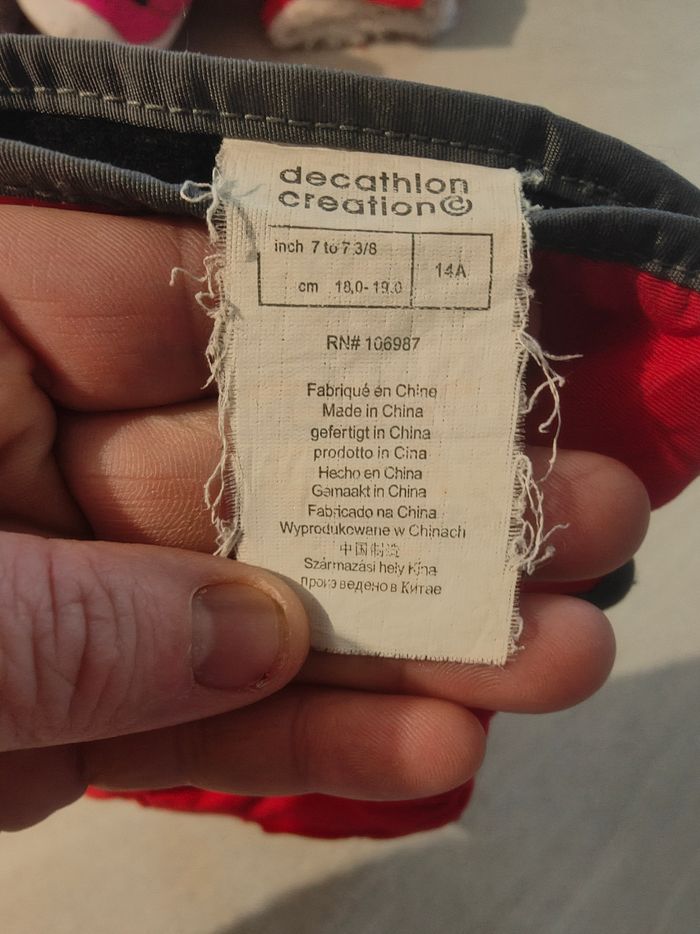 decathlon
creation©
inch 7 to 7 3/8
14A
cm 18,0-19,0
RN# 106987
Fabriqué en Chine
Made in China
gefertigt in China
prodotto in Cina
Hecho en China
Gemaakt in China
Fabricado na China
Wyprodukowane w Chinach
中国制造
Származási hely Kína
произведено в Китае